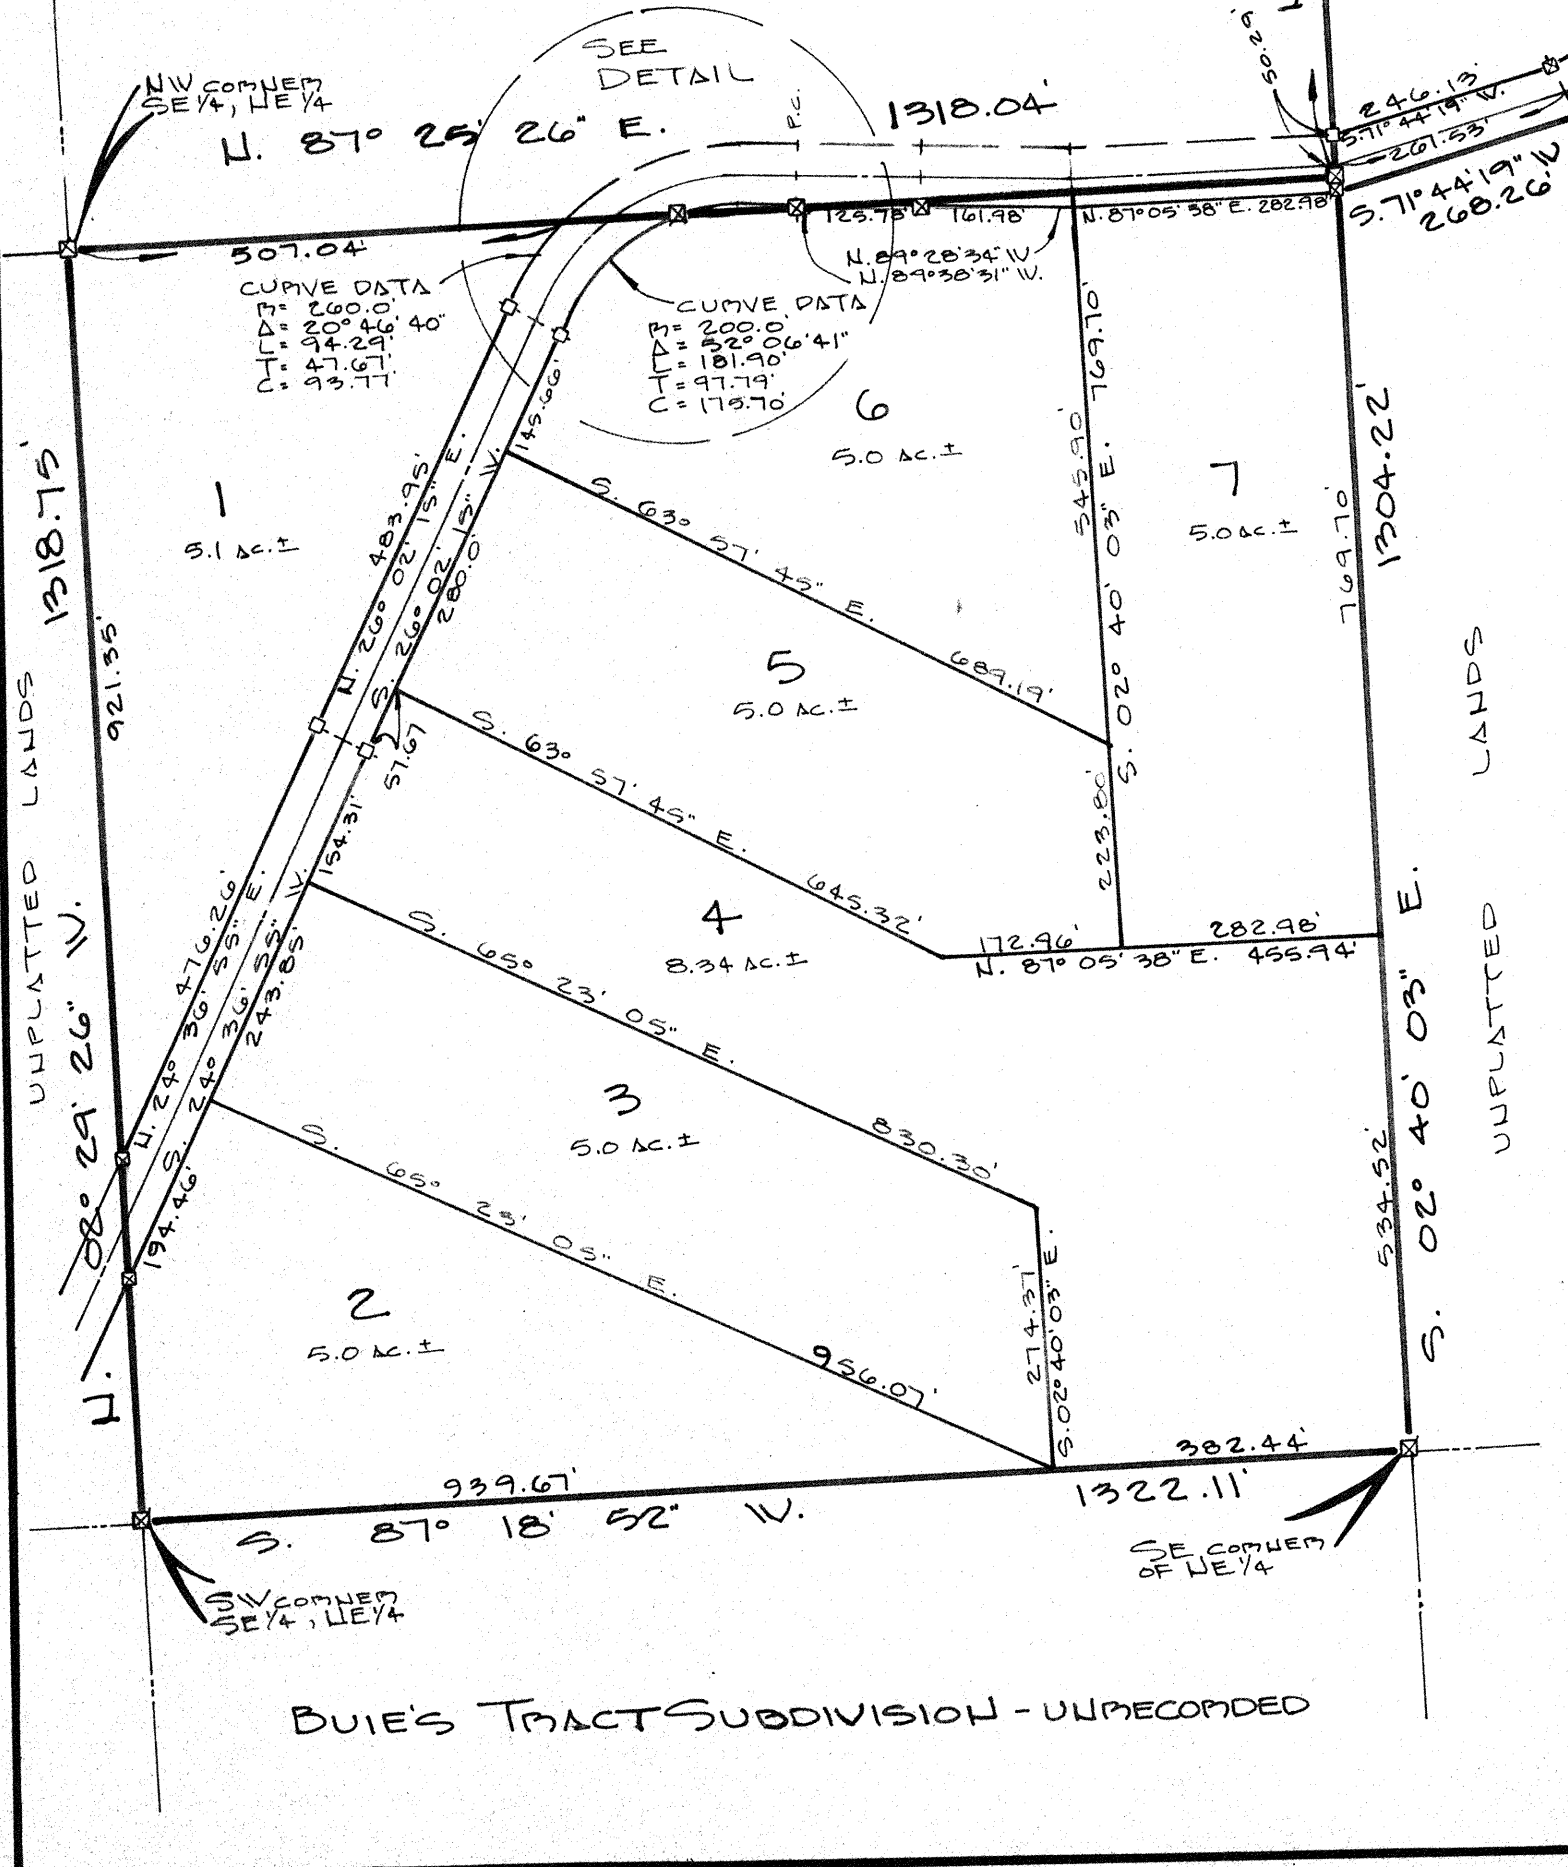 SEE
DETAIL
NW CORNER
SE 1/4, NE 1/4
N. 87° 25' 26" E.
1318.04'
P.C.
50.29'
246.13'
S.71°44'19" W.
261.53'
S.71°44'19" W
268.26'
507.04'
125.78'
161.98'
N.87°05'38"E. 282.98'
N.89°28'34" W
N.89°38'31" W.
CURVE DATA
R= 260.0'
Δ= 20°46'40"
L= 94.29'
T= 47.67'
C= 93.77'
CURVE DATA
R= 200.0'
Δ= 52°06'41"
L= 181.90'
T= 97.79'
C= 175.70'
1
5.1 AC.±
6
5.0 AC.±
7
5.0 AC.±
5
5.0 AC.±
4
8.34 AC.±
3
5.0 AC.±
2
5.0 AC.±
1318.75'
921.35'
UNPLATTED LANDS
N. 02° 29' 26" W.
483.95'
N. 26° 02' 15" E.
S. 26° 02' 15" W.
145.66'
280.0'
57.67
154.31'
476.26'
N. 24° 36' 55" E.
S. 24° 36' 55" W.
243.85'
194.46'
S. 63° 57' 45" E.
689.19'
S. 63° 57' 45" E.
645.32'
172.96'
282.98'
N. 87° 05' 38" E. 455.94'
545.90'
769.70'
S. 02° 40' 03" E.
223.80'
769.70'
1304.22'
S. 02° 40' 03" E.
534.52'
UNPLATTED LANDS
S. 65° 23' 05" E.
830.30'
S. 65° 23' 05" E.
956.07'
274.37'
S.02°40'03" E.
939.67'
382.44'
S. 87° 18' 52" W.
1322.11'
SW CORNER
SE 1/4, NE 1/4
SE CORNER
OF NE 1/4
BUIE'S TRACT SUBDIVISION - UNRECORDED